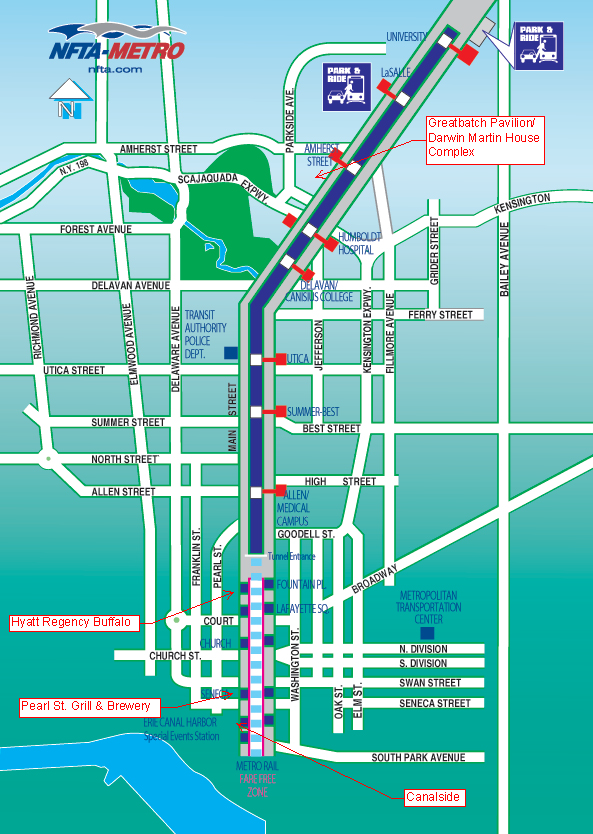 NFTA-METRO
nfta.com
N
UNIVERSITY
PARK &
RIDE
LaSALLE
PARK &
RIDE
PARKSIDE AVE.
Greatbatch Pavilion/
Darwin Martin House
Complex
AMHERST STREET
AMHERST
STREET
N.Y. 198
SCAJAQUADA EXPWY
KENSINGTON
FOREST AVENUE
HUMBOLDT
HOSPITAL
GRIDER STREET
BAILEY AVENUE
DELAVAN AVENUE
DELAVAN/
CANISIUS COLLEGE
RICHMOND AVENUE
ELMWOOD AVENUE
DELAWARE AVENUE
TRANSIT
AUTHORITY
POLICE
DEPT.
JEFFERSON
KENSINGTON EXPWY.
FILLMORE AVENUE
FERRY STREET
UTICA STREET
UTICA
MAIN STREET
SUMMER STREET
SUMMER-BEST
BEST STREET
NORTH STREET
HIGH STREET
ALLEN STREET
ALLEN/
MEDICAL
CAMPUS
FRANKLIN ST.
PEARL ST.
GOODELL ST.
Tunnel Entrance
FOUNTAIN PL.
BROADWAY
LAFAYETTE SQ.
METROPOLITAN
TRANSPORTATION
CENTER
Hyatt Regency Buffalo
COURT
CHURCH
CHURCH ST.
WASHINGTON ST.
N. DIVISION
S. DIVISION
SWAN STREET
SENECA STREET
OAK ST.
ELM ST.
SENECA
Pearl St. Grill & Brewery
ERIE CANAL HARBOR
Special Events Station
SOUTH PARK AVENUE
METRO RAIL
FARE FREE
ZONE
Canalside